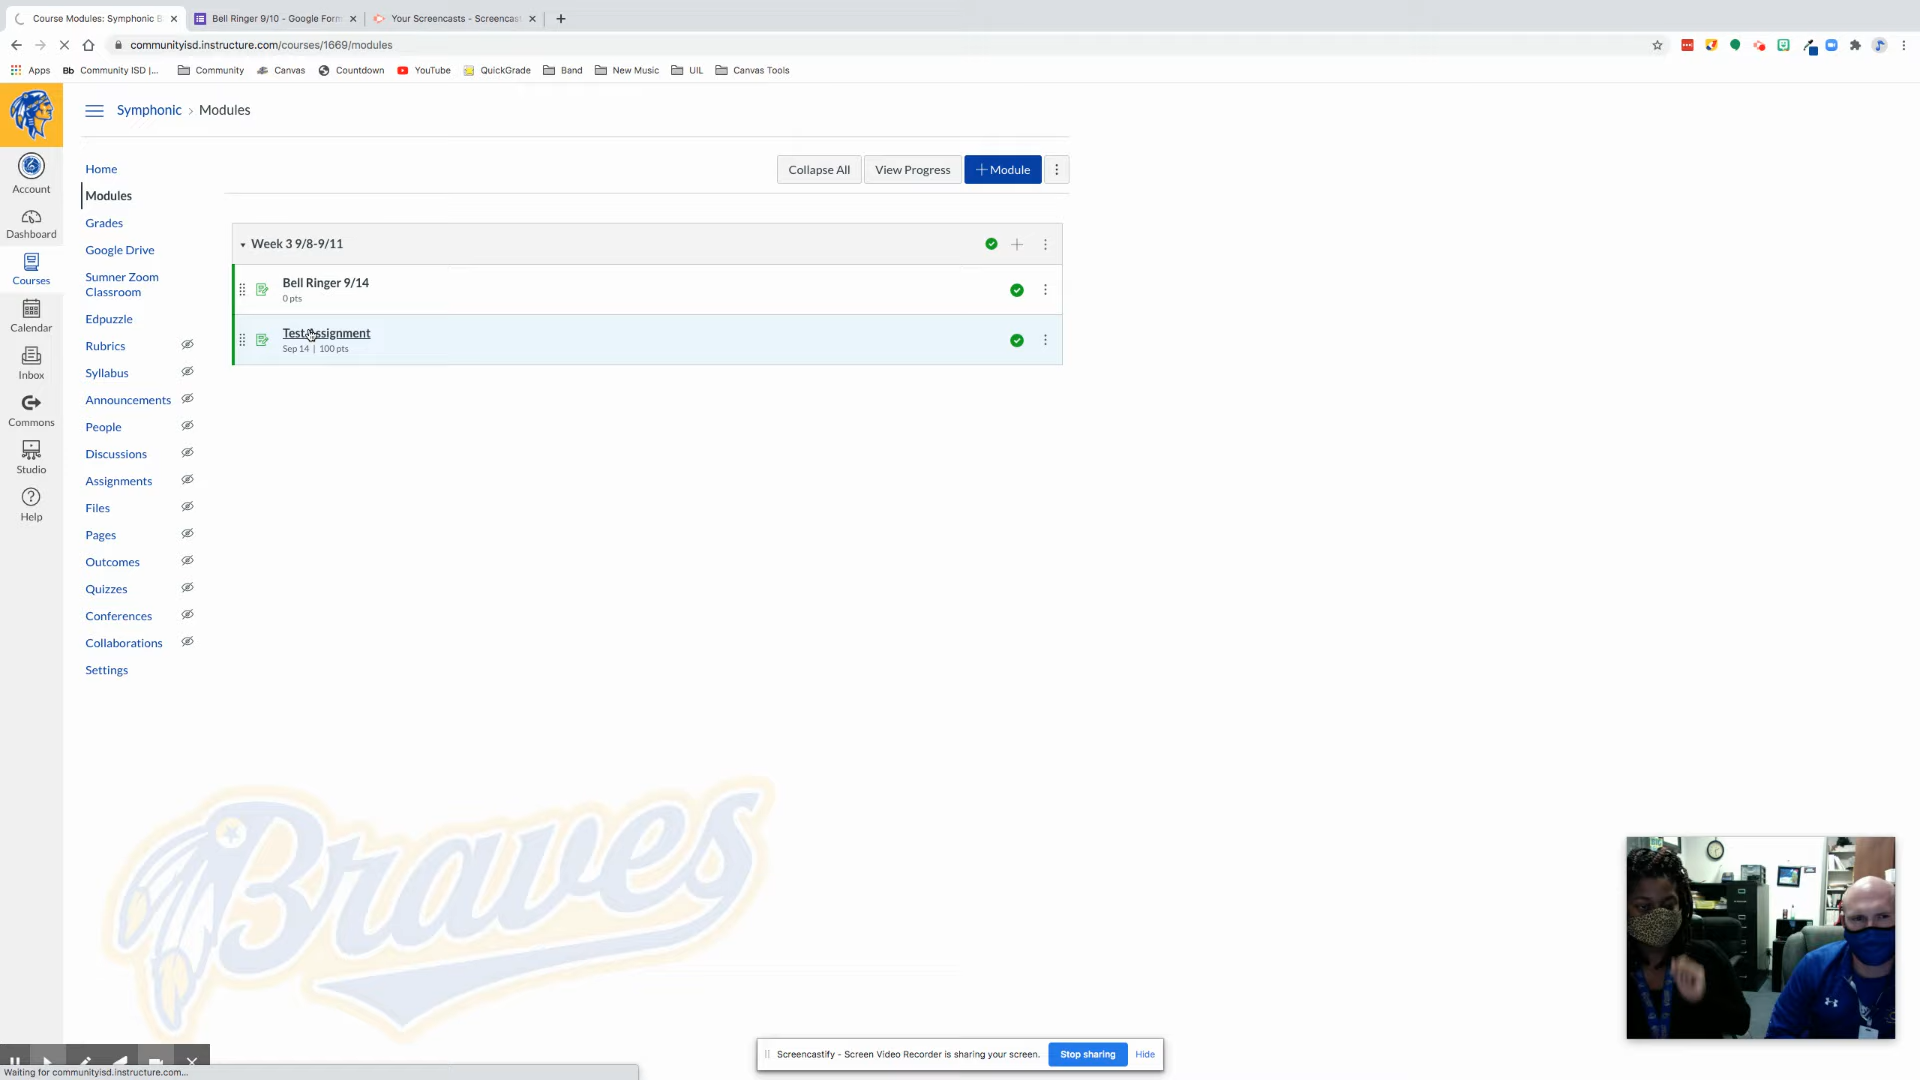 Course Modules: Symphonic B
Bell Ringer 9/10 - Google Form
Your Screencasts - Screencast
communityisd.instructure.com/courses/1669/modules
Apps
Bb Community ISD |...
Community
Canvas
Countdown
YouTube
QuickGrade
Band
New Music
UIL
Canvas Tools
Symphonic › Modules
Account
Dashboard
Courses
Calendar
Inbox
Commons
Studio
Help
Home
Modules
Grades
Google Drive
Sumner Zoom
Classroom
Edpuzzle
Rubrics
Syllabus
Announcements
People
Discussions
Assignments
Files
Pages
Outcomes
Quizzes
Conferences
Collaborations
Settings
Collapse All
View Progress
+ Module
Week 3 9/8-9/11
Bell Ringer 9/14
0 pts
Test Assignment
Sep 14 | 100 pts
Braves
Screencastify - Screen Video Recorder is sharing your screen.
Stop sharing
Hide
Waiting for communityisd.instructure.com...